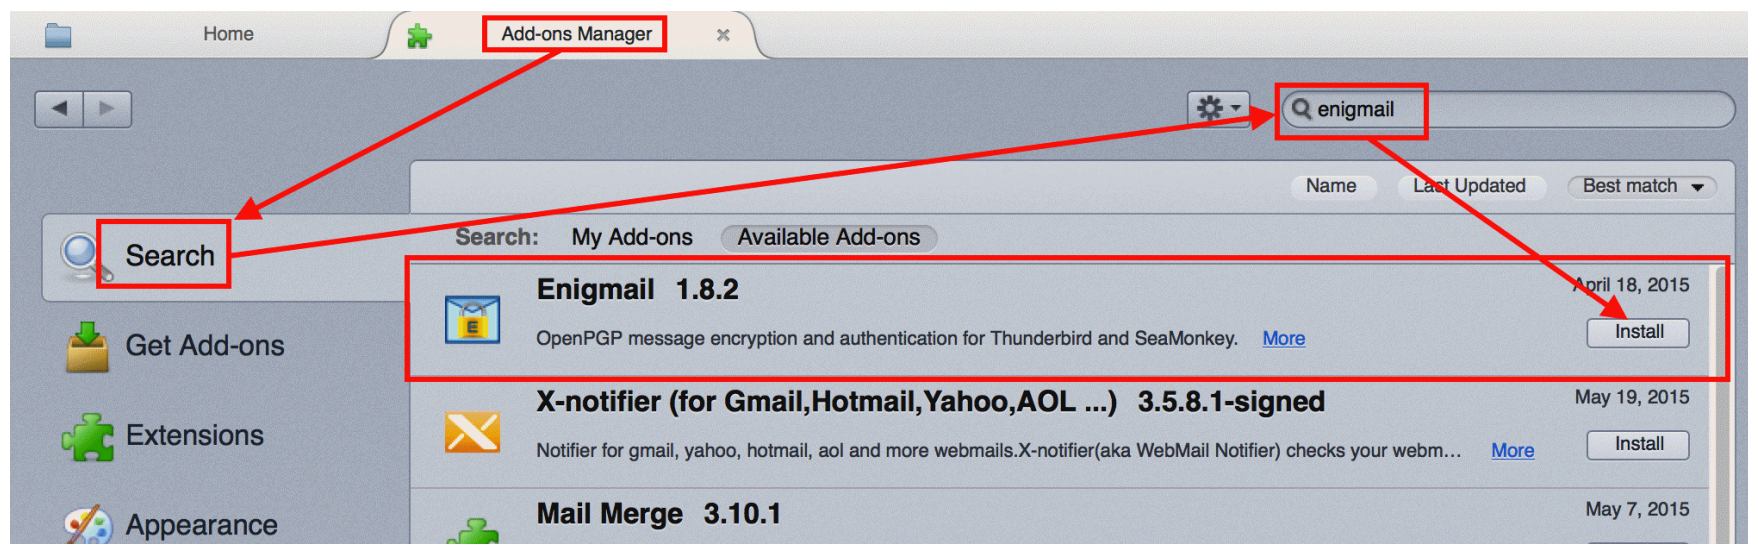 Home
Add-ons Manager
enigmail
Name Last Updated Best match
Search
Search: My Add-ons Available Add-ons
Enigmail 1.8.2
April 18, 2015
E
OpenPGP message encryption and authentication for Thunderbird and SeaMonkey. More
Install
Get Add-ons
X-notifier (for Gmail,Hotmail,Yahoo,AOL ...) 3.5.8.1-signed
May 19, 2015
Extensions
Notifier for gmail, yahoo, hotmail, aol and more webmails.X-notifier(aka WebMail Notifier) checks your webm... More
Install
Mail Merge 3.10.1
May 7, 2015
Appearance